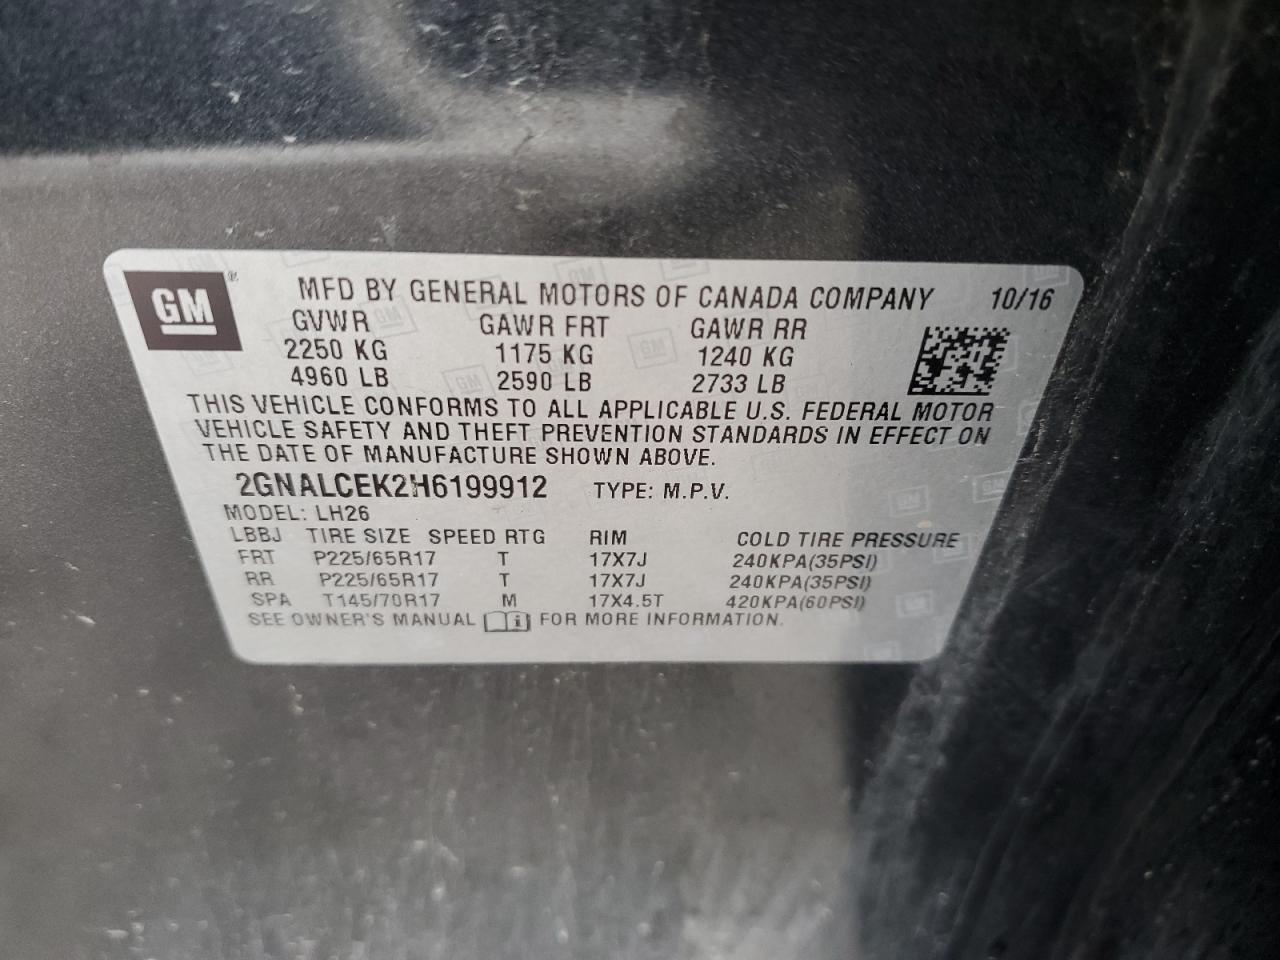 GM ®
MFD BY GENERAL MOTORS OF CANADA COMPANY 10/16
GVWR GAWR FRT GAWR RR
2250 KG 1175 KG 1240 KG
4960 LB 2590 LB 2733 LB
THIS VEHICLE CONFORMS TO ALL APPLICABLE U.S. FEDERAL MOTOR
VEHICLE SAFETY AND THEFT PREVENTION STANDARDS IN EFFECT ON
THE DATE OF MANUFACTURE SHOWN ABOVE.
2GNALCEK2H6199912 TYPE: M.P.V.
MODEL: LH26
LBBJ TIRE SIZE SPEED RTG RIM COLD TIRE PRESSURE
FRT P225/65R17 T 17X7J 240KPA(35PSI)
RR P225/65R17 T 17X7J 240KPA(35PSI)
SPA T145/70R17 M 17X4.5T 420KPA(60PSI)
SEE OWNER'S MANUAL i FOR MORE INFORMATION.